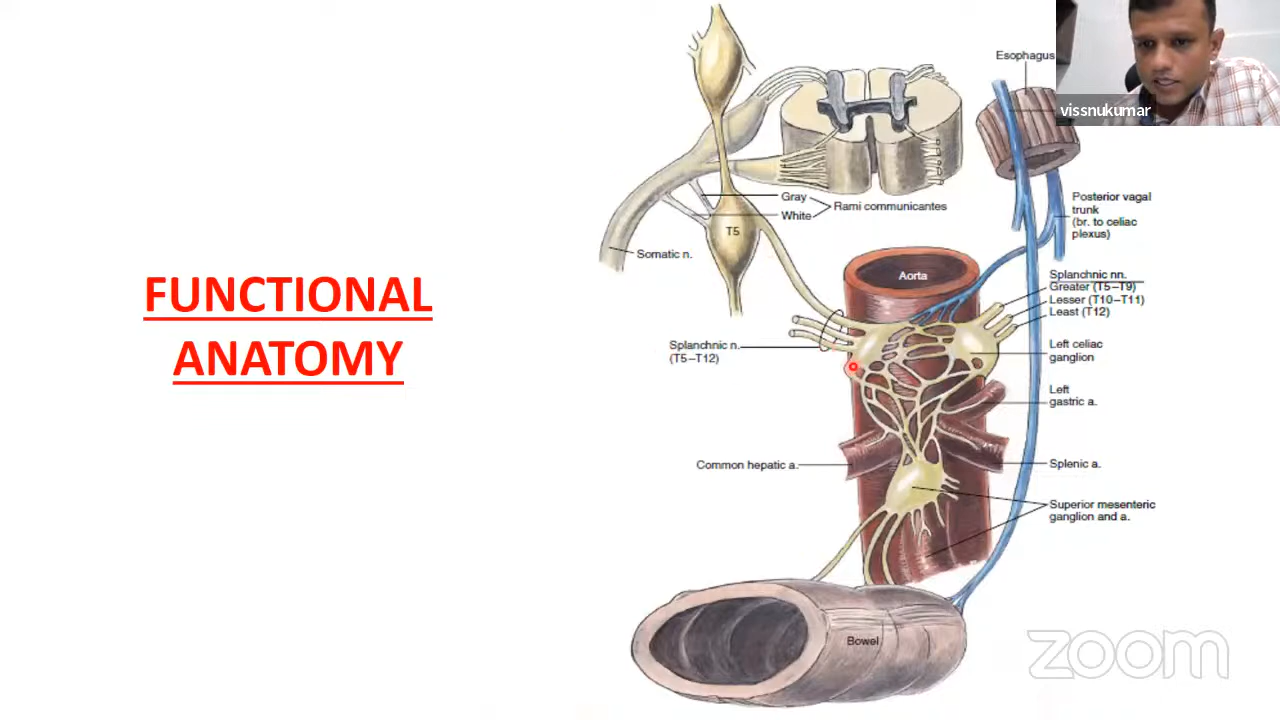 FUNCTIONAL
ANATOMY
Esophagus
vissnukumar
Gray
White
Rami communicantes
T5
Somatic n.
Posterior vagal
trunk
(br. to celiac
plexus)
Aorta
Splanchnic nn.
Greater (T5–T9)
Lesser (T10–T11)
Least (T12)
Splanchnic n.
(T5–T12)
Left celiac
ganglion
Left
gastric a.
Common hepatic a.
Splenic a.
Superior mesenteric
ganglion and a.
Bowel
zoom